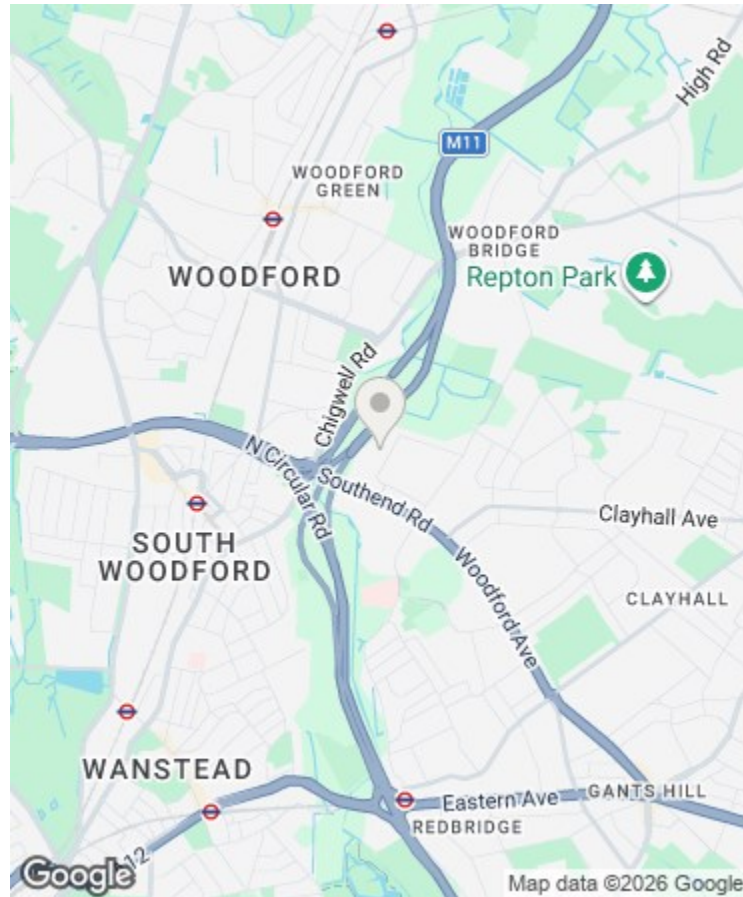 High Rd
M11
WOODFORD
GREEN
WOODFORD
BRIDGE
WOODFORD
Repton Park
Chigwell Rd
N Circular Rd
Southend Rd
SOUTH
WOODFORD
Clayhall Ave
Woodford Ave
CLAYHALL
WANSTEAD
Eastern Ave
GANTS HILL
REDBRIDGE
A12
Google
Map data ©2026 Google